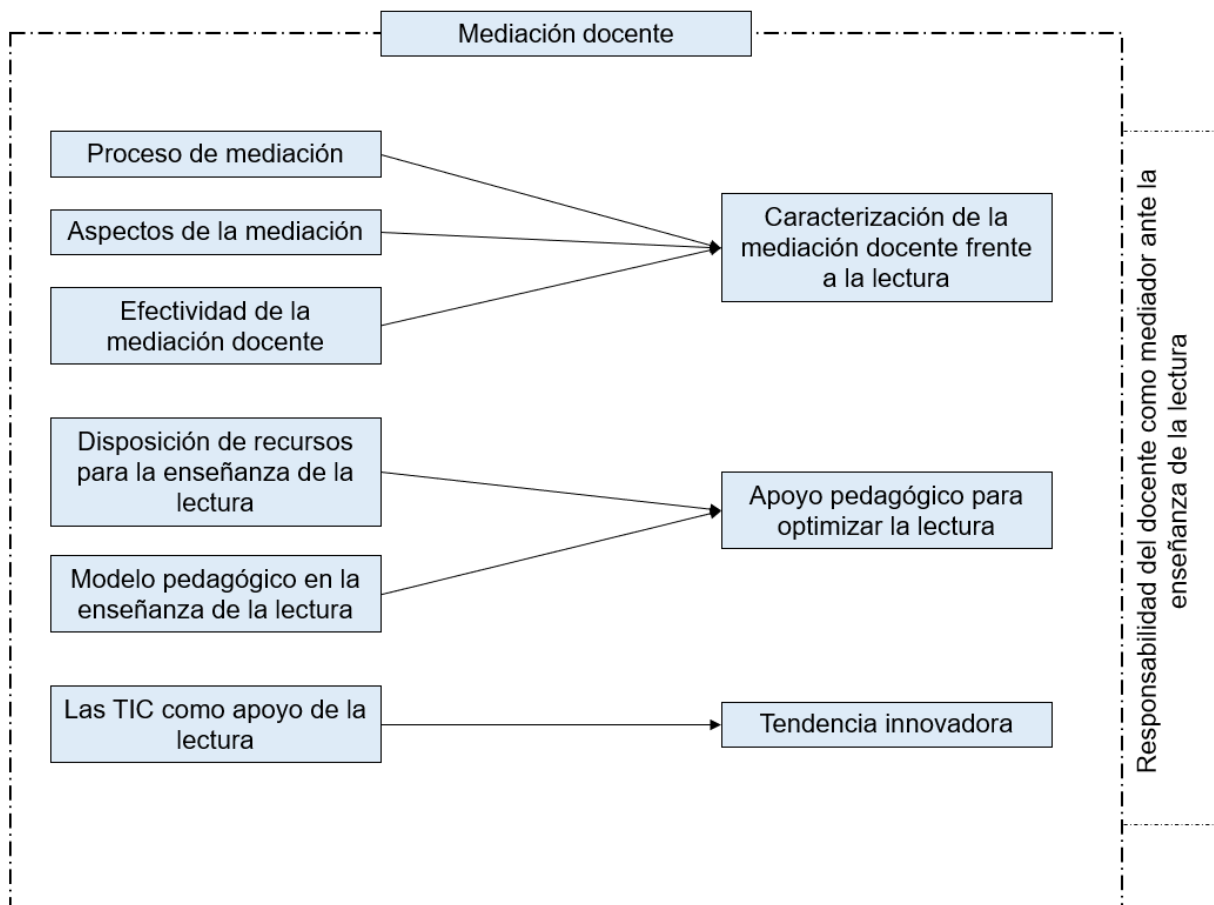 Mediación docente
Proceso de mediación
Aspectos de la mediación
Efectividad de la
mediación docente
Caracterización de la
mediación docente frente
a la lectura
Disposición de recursos
para la enseñanza de la
lectura
Modelo pedagógico en la
enseñanza de la lectura
Apoyo pedagógico para
optimizar la lectura
Las TIC como apoyo de la
lectura
Tendencia innovadora
Responsabilidad del docente como mediador ante la
enseñanza de la lectura